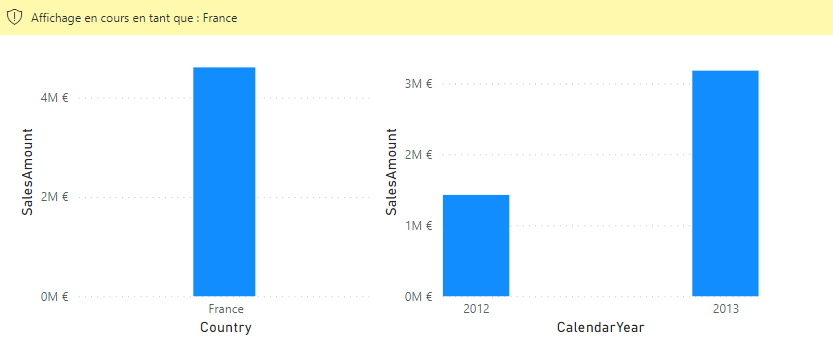 Affichage en cours en tant que : France
SalesAmount
4M €
2M €
0M €
France
Country
SalesAmount
3M €
2M €
1M €
0M €
2012
2013
CalendarYear